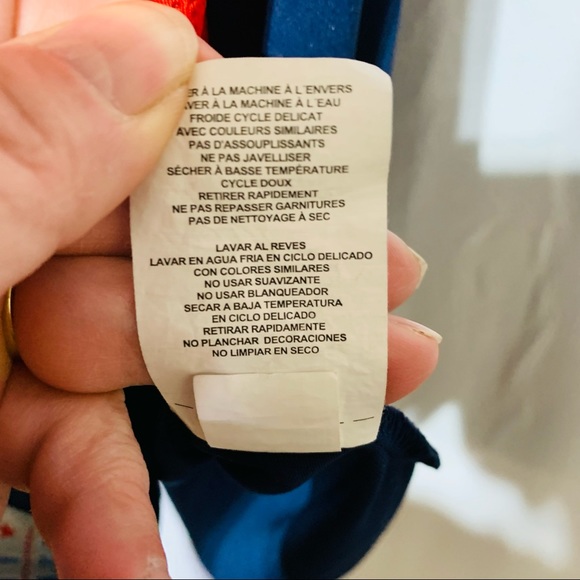 À LA MACHINE À L'ENVERS
À LA MACHINE À L'EAU
FROIDE CYCLE DELICAT
AVEC COULEURS SIMILAIRES
PAS D'ASSOUPLISSANTS
NE PAS JAVELLISER
SÉCHER À BASSE TEMPÉRATURE
CYCLE DOUX
RETIRER RAPIDEMENT
NE PAS REPASSER GARNITURES
PAS DE NETTOYAGE À SEC
LAVAR AL REVES
LAVAR EN AGUA FRIA EN CICLO DELICADO
CON COLORES SIMILARES
NO USAR SUAVIZANTE
NO USAR BLANQUEADOR
SECAR A BAJA TEMPERATURA
EN CICLO DELICADO
RETIRAR RAPIDAMENTE
NO PLANCHAR DECORACIONES
NO LIMPIAR EN SECO